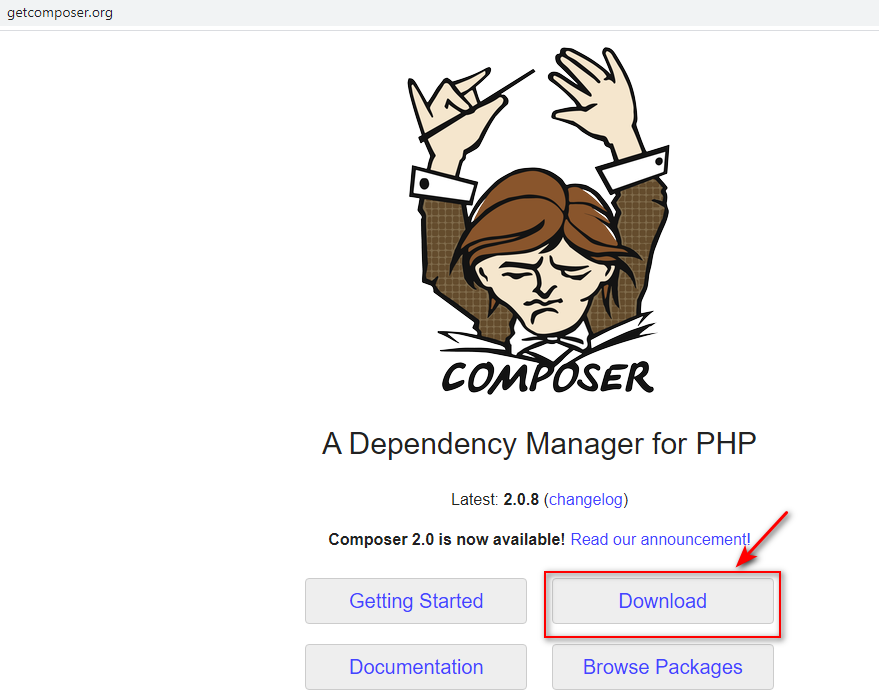 getcomposer.org
COMPOSER
A Dependency Manager for PHP
Latest: 2.0.8 (changelog)
Composer 2.0 is now available! Read our announcement!
Getting Started
Download
Documentation
Browse Packages